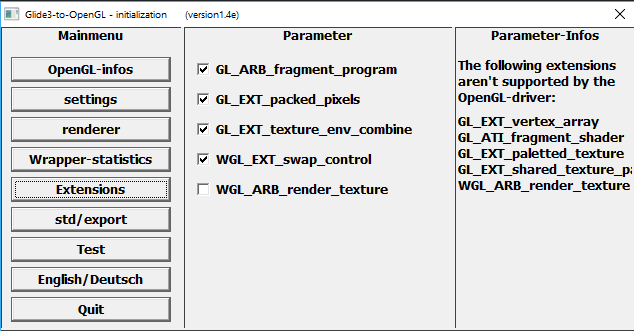 Glide3-to-OpenGL - initialization (version1.4e)
Mainmenu
OpenGL-infos
settings
renderer
Wrapper-statistics
Extensions
std/export
Test
English/Deutsch
Quit
Parameter
GL_ARB_fragment_program
GL_EXT_packed_pixels
GL_EXT_texture_env_combine
WGL_EXT_swap_control
WGL_ARB_render_texture
Parameter-Infos
The following extensions
aren't supported by the
OpenGL-driver:
GL_EXT_vertex_array
GL_ATI_fragment_shader
GL_EXT_paletted_texture
GL_EXT_shared_texture_pa
WGL_ARB_render_texture